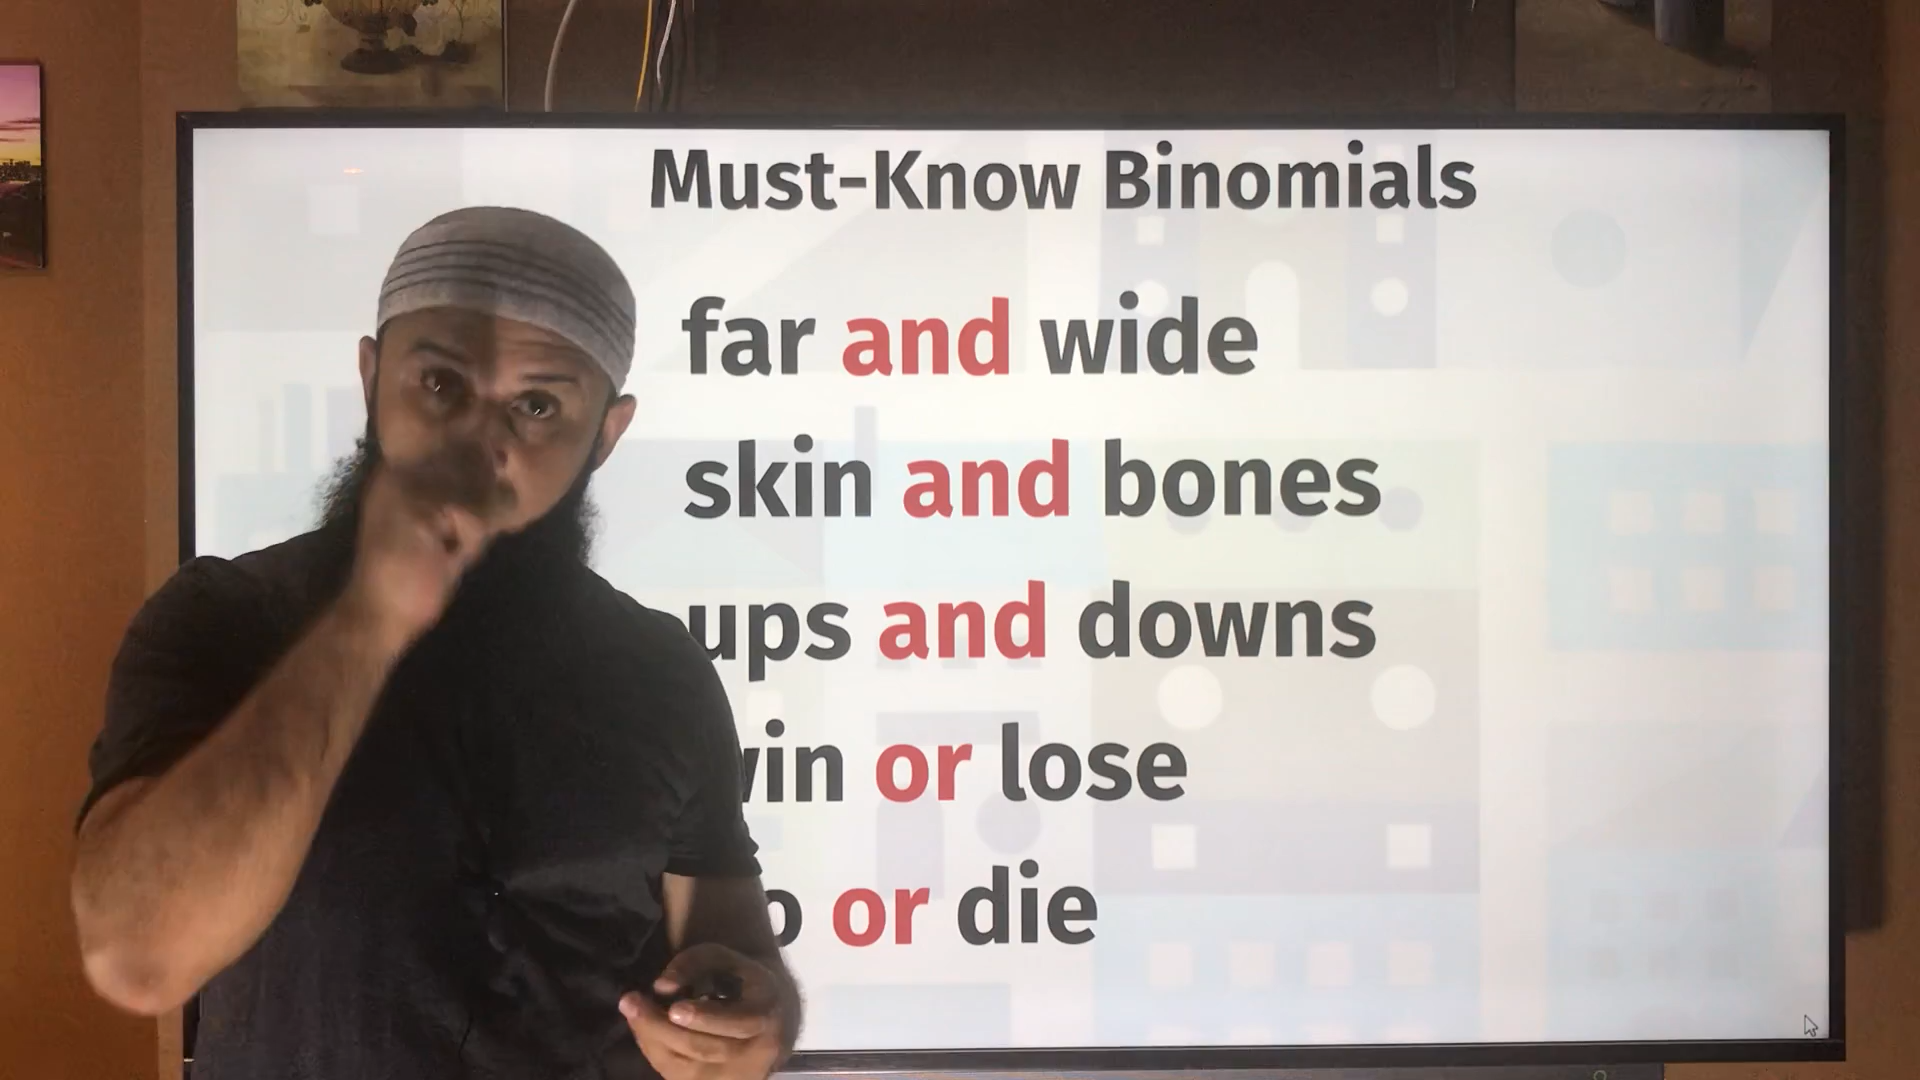 Must-Know Binomials
far and wide
skin and bones
ups and downs
win or lose
or die